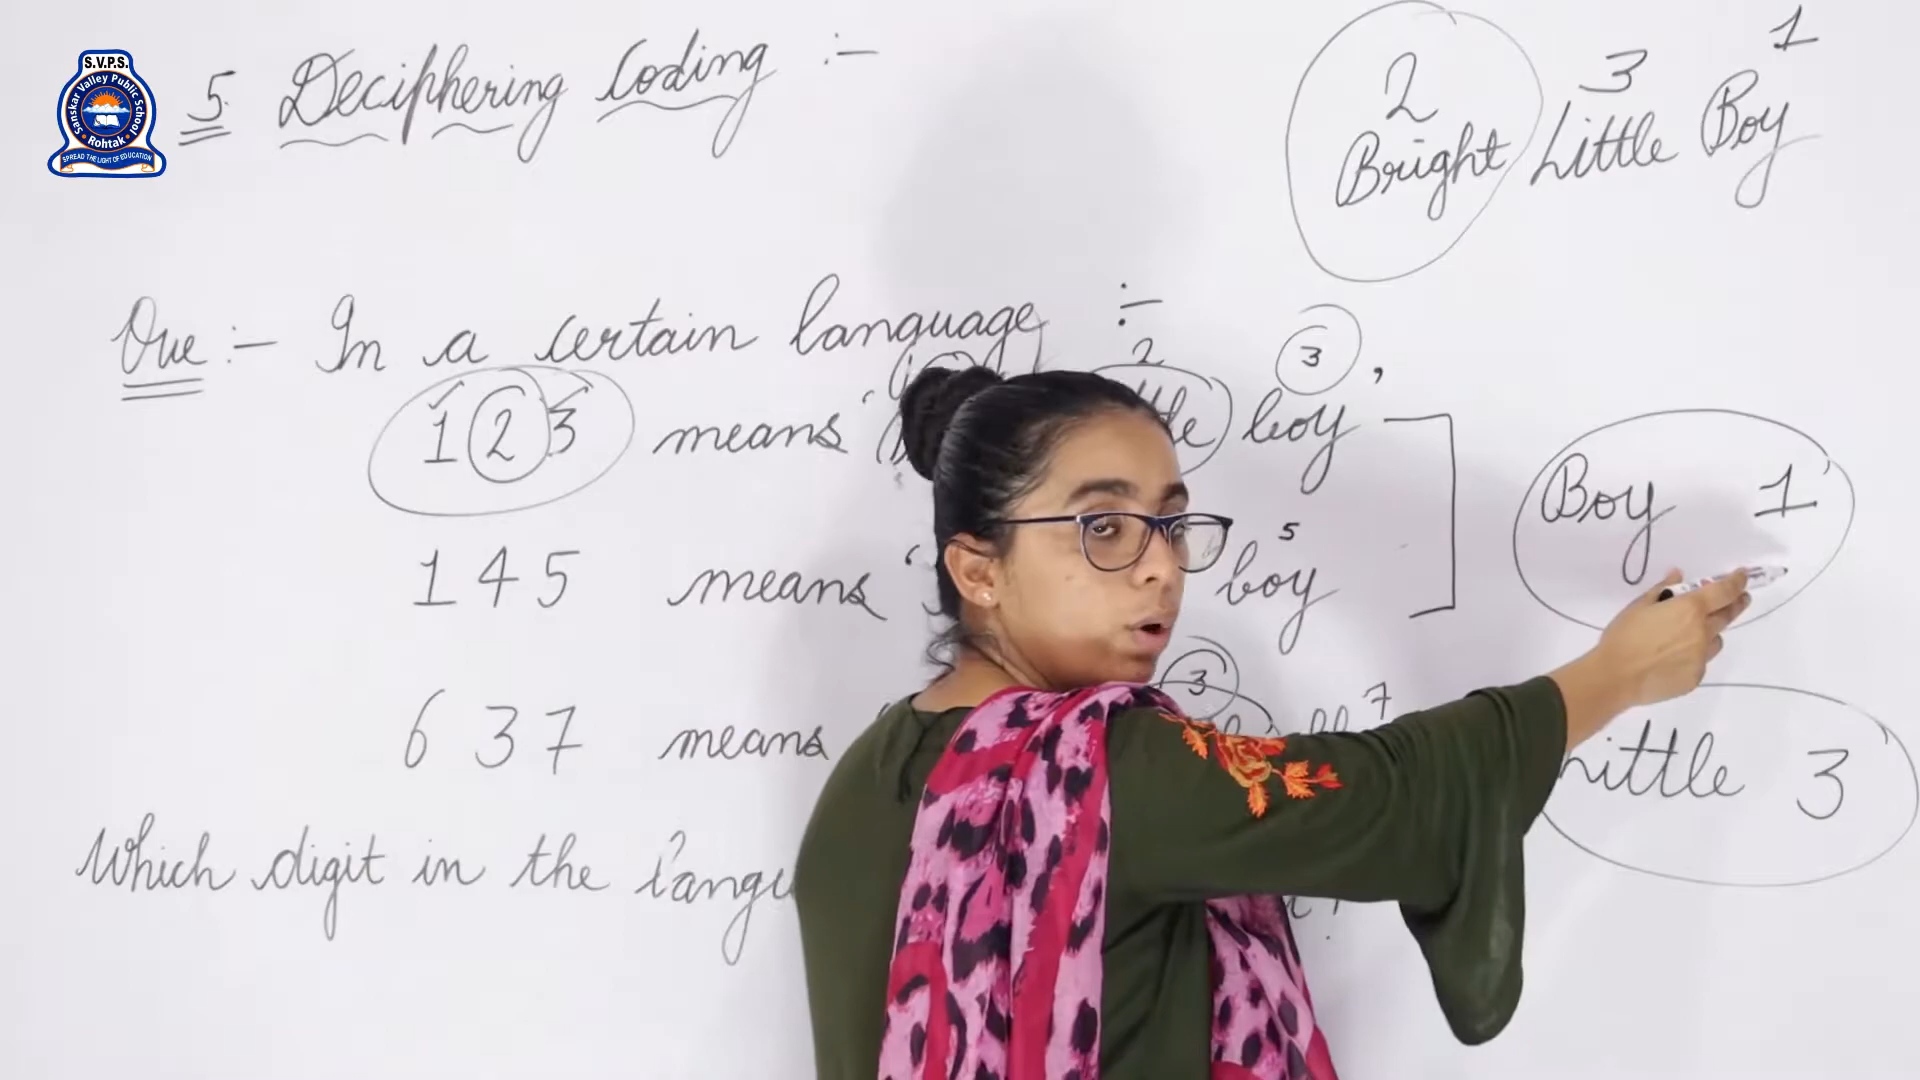 S.V.P.S.
Sanskar Valley Public School
Rohtak
SPREAD THE LIGHT OF EDUCATION
5. Deciphering Coding :-
2 3 1
Bright Little Boy
Que :- In a certain language :-
2 3
1 2 3 means ' boy ,
5
1 4 5 means ' boy
Boy 1
3 7
6 3 7 means
Little 3
Which digit in the